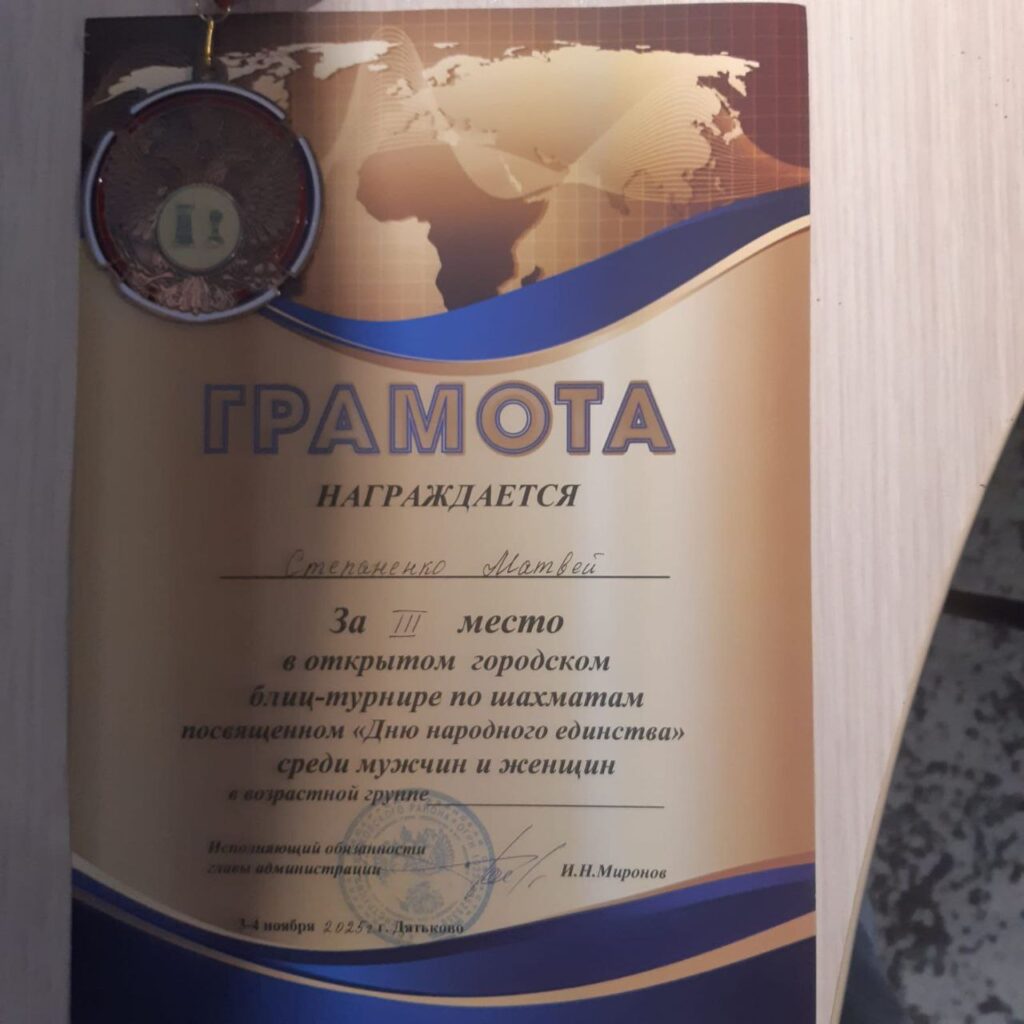 ГРАМОТА
НАГРАЖДАЕТСЯ
Степаненко Матвей
За III место
в открытом городском
блиц-турнире по шахматам
посвященном «Дню народного единства»
среди мужчин и женщин
в возрастной группе
Исполняющий обязанности
главы администрации И.Н.Миронов
3-4 ноября 2025г г. Дятьково